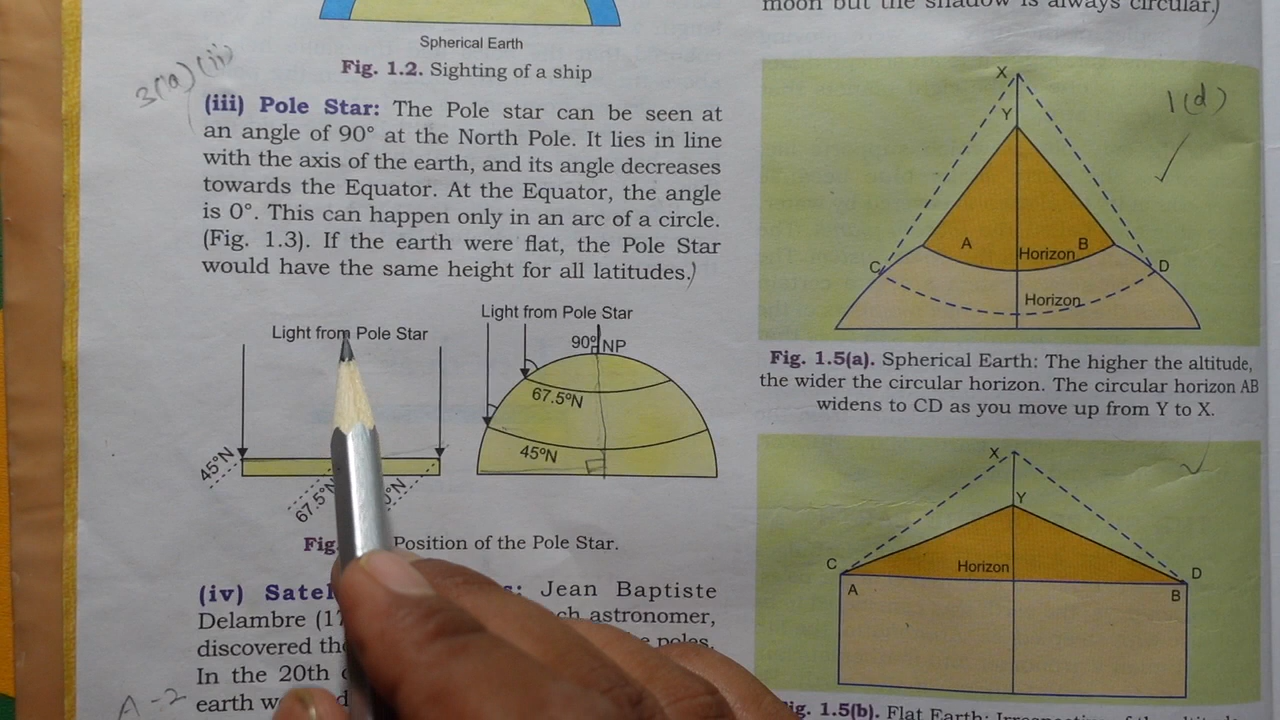 Spherical Earth
Fig. 1.2. Sighting of a ship
3(a)(ii)
(iii) Pole Star: The Pole star can be seen at
an angle of 90° at the North Pole. It lies in line
with the axis of the earth, and its angle decreases
towards the Equator. At the Equator, the angle
is 0°. This can happen only in an arc of a circle.
(Fig. 1.3). If the earth were flat, the Pole Star
would have the same height for all latitudes.)
Light from Pole Star
45°N
67.5°N
Light from Pole Star
90° NP
67.5°N
45°N
Fig. Position of the Pole Star.
(iv) Jean Baptiste
Delambre astronomer,
discovered poles.
In the 20th
earth
A-2
moon but the shadow is always circular.)
X
1(d)
Y
A Horizon B
C D
Horizon
Fig. 1.5(a). Spherical Earth: The higher the altitude,
the wider the circular horizon. The circular horizon AB
widens to CD as you move up from Y to X.
X
Y
C Horizon D
A B
Fig. 1.5(b). Flat Earth: